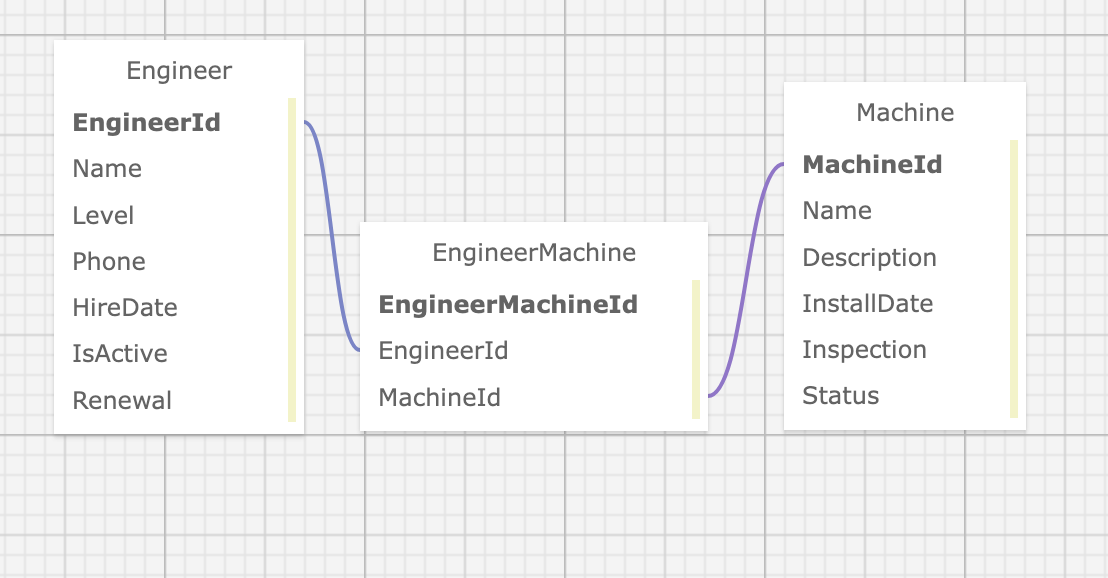 Engineer
EngineerId
Name
Level
Phone
HireDate
IsActive
Renewal
EngineerMachine
EngineerMachineId
EngineerId
MachineId
Machine
MachineId
Name
Description
InstallDate
Inspection
Status